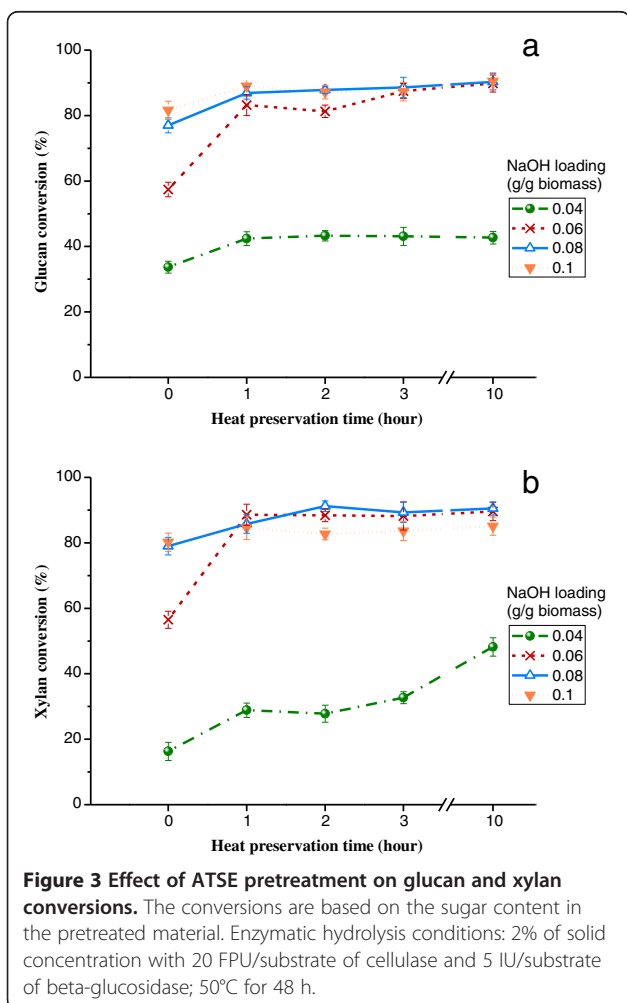 a
100
80
60
40
20
0
Glucan conversion (%)
0 1 2 3 10
Heat preservation time (hour)
NaOH loading
(g/g biomass)
0.04
0.06
0.08
0.1
b
100
80
60
40
20
0
Xylan conversion (%)
0 1 2 3 10
Heat preservation time (hour)
NaOH loading
(g/g biomass)
0.04
0.06
0.08
0.1
Figure 3 Effect of ATSE pretreatment on glucan and xylan
conversions. The conversions are based on the sugar content in
the pretreated material. Enzymatic hydrolysis conditions: 2% of solid
concentration with 20 FPU/substrate of cellulase and 5 IU/substrate
of beta-glucosidase; 50°C for 48 h.